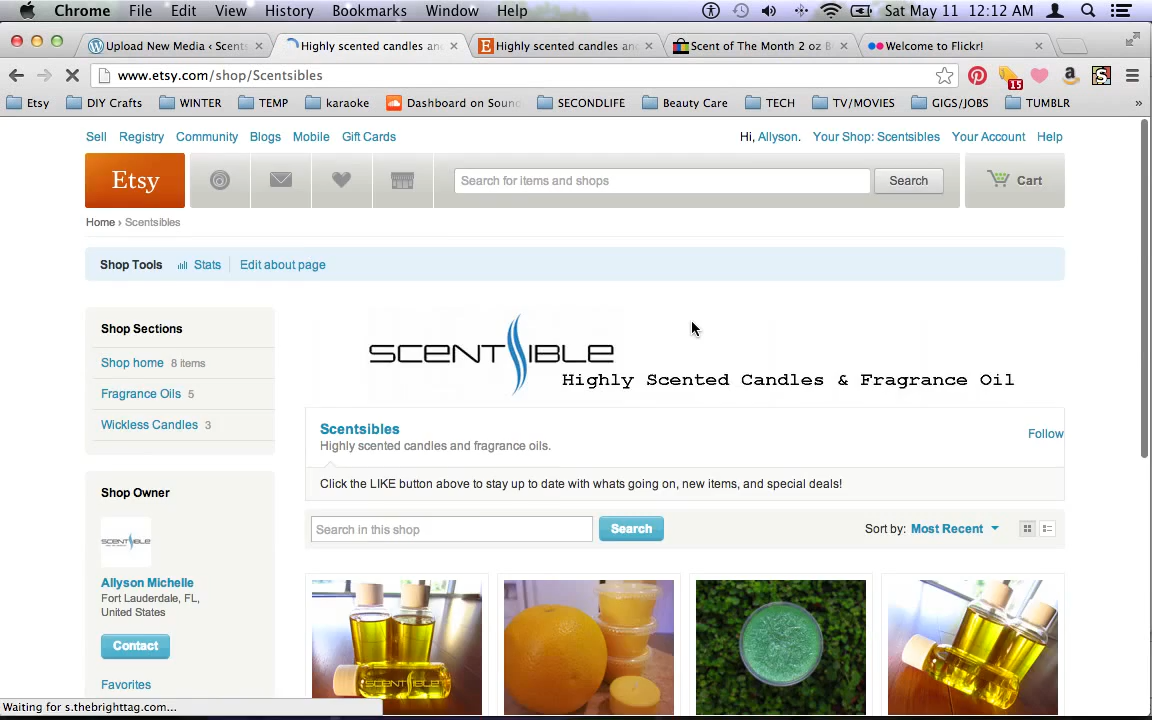 Chrome File Edit View History Bookmarks Window Help Sat May 11 12:12 AM
Upload New Media ‹ Scents Highly scented candles an Highly scented candles an Scent of The Month 2 oz B Welcome to Flickr!
www.etsy.com/shop/Scentsibles 15
Etsy DIY Crafts WINTER TEMP karaoke Dashboard on Soun SECONDLIFE Beauty Care TECH TV/MOVIES GIGS/JOBS TUMBLR »
Sell Registry Community Blogs Mobile Gift Cards Hi, Allyson. Your Shop: Scentsibles Your Account Help
Etsy Search for items and shops Search Cart
Home › Scentsibles
Shop Tools Stats Edit about page
Shop Sections
Shop home 8 items
Fragrance Oils 5
Wickless Candles 3
SCENTSIBLE
Highly Scented Candles & Fragrance Oil
Scentsibles
Highly scented candles and fragrance oils.
Follow
Click the LIKE button above to stay up to date with whats going on, new items, and special deals!
Search in this shop Search Sort by: Most Recent
Shop Owner
SCENTSIBLE
Allyson Michelle
Fort Lauderdale, FL,
United States
Contact
Favorites
SCENTSIBLE
Waiting for s.thebrighttag.com...